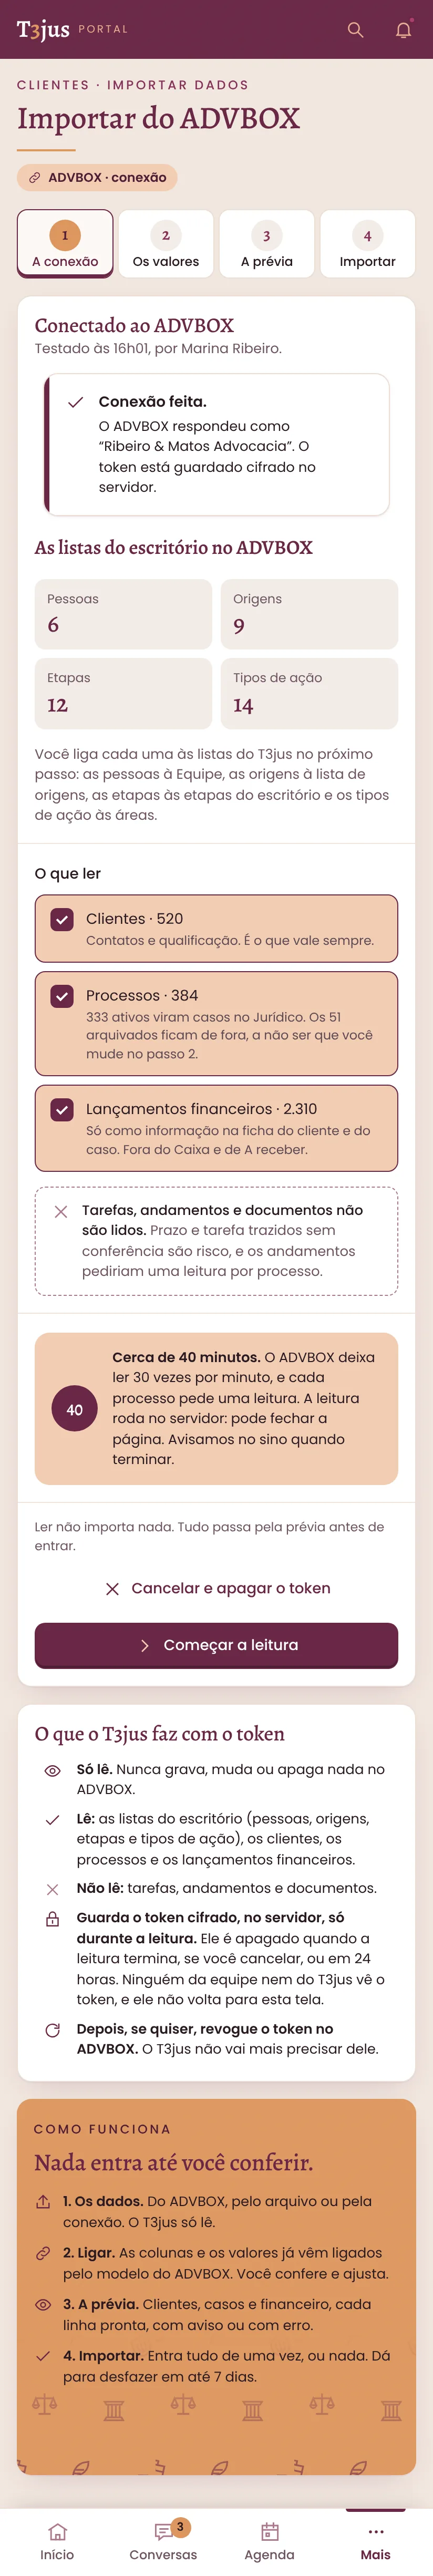 T3jus PORTAL
CLIENTES · IMPORTAR DADOS
Importar do ADVBOX
ADVBOX · conexão
1
A conexão
2
Os valores
3
A prévia
4
Importar
Conectado ao ADVBOX
Testado às 16h01, por Marina Ribeiro.
Conexão feita.
O ADVBOX respondeu como
“Ribeiro & Matos Advocacia”. O
token está guardado cifrado no
servidor.
As listas do escritório no ADVBOX
Pessoas
6
Origens
9
Etapas
12
Tipos de ação
14
Você liga cada uma às listas do T3jus no próximo
passo: as pessoas à Equipe, as origens à lista de
origens, as etapas às etapas do escritório e os tipos
de ação às áreas.
O que ler
Clientes · 520
Contatos e qualificação. É o que vale sempre.
Processos · 384
333 ativos viram casos no Jurídico. Os 51
arquivados ficam de fora, a não ser que você
mude no passo 2.
Lançamentos financeiros · 2.310
Só como informação na ficha do cliente e do
caso. Fora do Caixa e de A receber.
Tarefas, andamentos e documentos não
são lidos. Prazo e tarefa trazidos sem
conferência são risco, e os andamentos
pediriam uma leitura por processo.
40
Cerca de 40 minutos. O ADVBOX deixa
ler 30 vezes por minuto, e cada
processo pede uma leitura. A leitura
roda no servidor: pode fechar a
página. Avisamos no sino quando
terminar.
Ler não importa nada. Tudo passa pela prévia antes de
entrar.
Cancelar e apagar o token
Começar a leitura
O que o T3jus faz com o token
Só lê. Nunca grava, muda ou apaga nada no
ADVBOX.
Lê: as listas do escritório (pessoas, origens,
etapas e tipos de ação), os clientes, os
processos e os lançamentos financeiros.
Não lê: tarefas, andamentos e documentos.
Guarda o token cifrado, no servidor, só
durante a leitura. Ele é apagado quando a
leitura termina, se você cancelar, ou em 24
horas. Ninguém da equipe nem do T3jus vê o
token, e ele não volta para esta tela.
Depois, se quiser, revogue o token no
ADVBOX. O T3jus não vai mais precisar dele.
COMO FUNCIONA
Nada entra até você conferir.
1. Os dados. Do ADVBOX, pelo arquivo ou pela
conexão. O T3jus só lê.
2. Ligar. As colunas e os valores já vêm ligados
pelo modelo do ADVBOX. Você confere e ajusta.
3. A prévia. Clientes, casos e financeiro, cada
linha pronta, com aviso ou com erro.
4. Importar. Entra tudo de uma vez, ou nada. Dá
para desfazer em até 7 dias.
Início
3
Conversas
Agenda
Mais